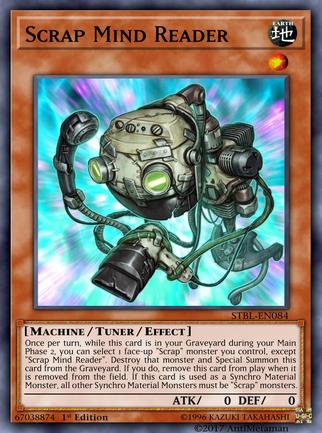 SCRAP MIND READER
EARTH
地
STBL-EN084
[MACHINE / TUNER / EFFECT]
Once per turn, while this card is in your Graveyard during your Main
Phase 2, you can select 1 face-up "Scrap" monster you control, except
"Scrap Mind Reader". Destroy that monster and Special Summon this
card from the Graveyard. If you do, remove this card from play when it
is removed from the field. If this card is used as a Synchro Material
Monster, all other Synchro Material Monsters must be "Scrap" monsters.
ATK/ 0 DEF/ 0
67038874 1st Edition ©1996 KAZUKI TAKAHASHI
©2017 AntiMetaman